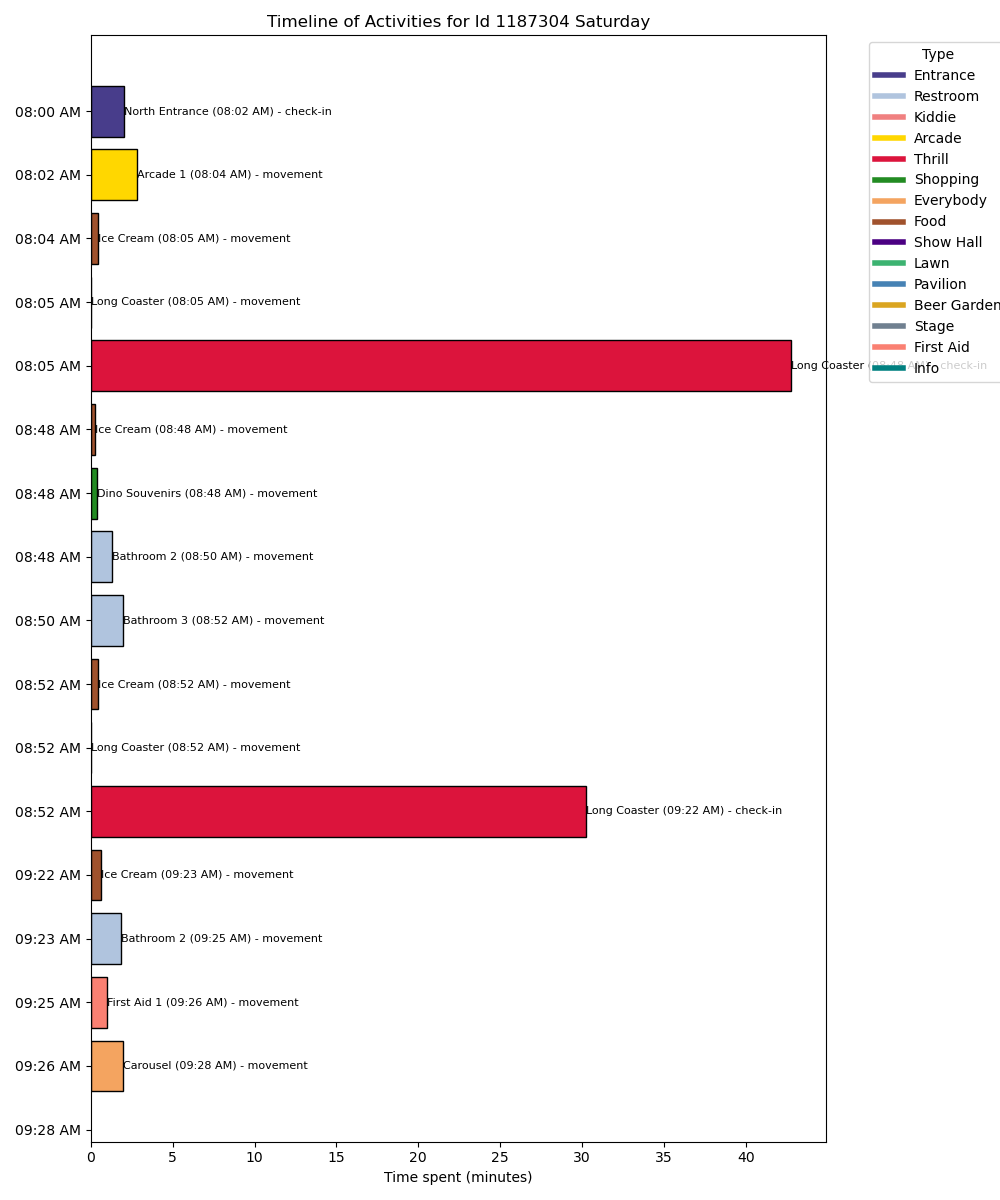 Timeline of Activities for Id 1187304 Saturday
Type
Entrance
Restroom
Kiddie
Arcade
Thrill
Shopping
Everybody
Food
Show Hall
Lawn
Pavilion
Beer Garden
Stage
First Aid
Info
08:00 AM North Entrance (08:02 AM) - check-in
08:02 AM Arcade 1 (08:04 AM) - movement
08:04 AM Ice Cream (08:05 AM) - movement
08:05 AM Long Coaster (08:05 AM) - movement
08:05 AM Long Coaster (08:48 AM) - check-in
08:48 AM Ice Cream (08:48 AM) - movement
08:48 AM Dino Souvenirs (08:48 AM) - movement
08:48 AM Bathroom 2 (08:50 AM) - movement
08:50 AM Bathroom 3 (08:52 AM) - movement
08:52 AM Ice Cream (08:52 AM) - movement
08:52 AM Long Coaster (08:52 AM) - movement
08:52 AM Long Coaster (09:22 AM) - check-in
09:22 AM Ice Cream (09:23 AM) - movement
09:23 AM Bathroom 2 (09:25 AM) - movement
09:25 AM First Aid 1 (09:26 AM) - movement
09:26 AM Carousel (09:28 AM) - movement
09:28 AM
0 5 10 15 20 25 30 35 40
Time spent (minutes)